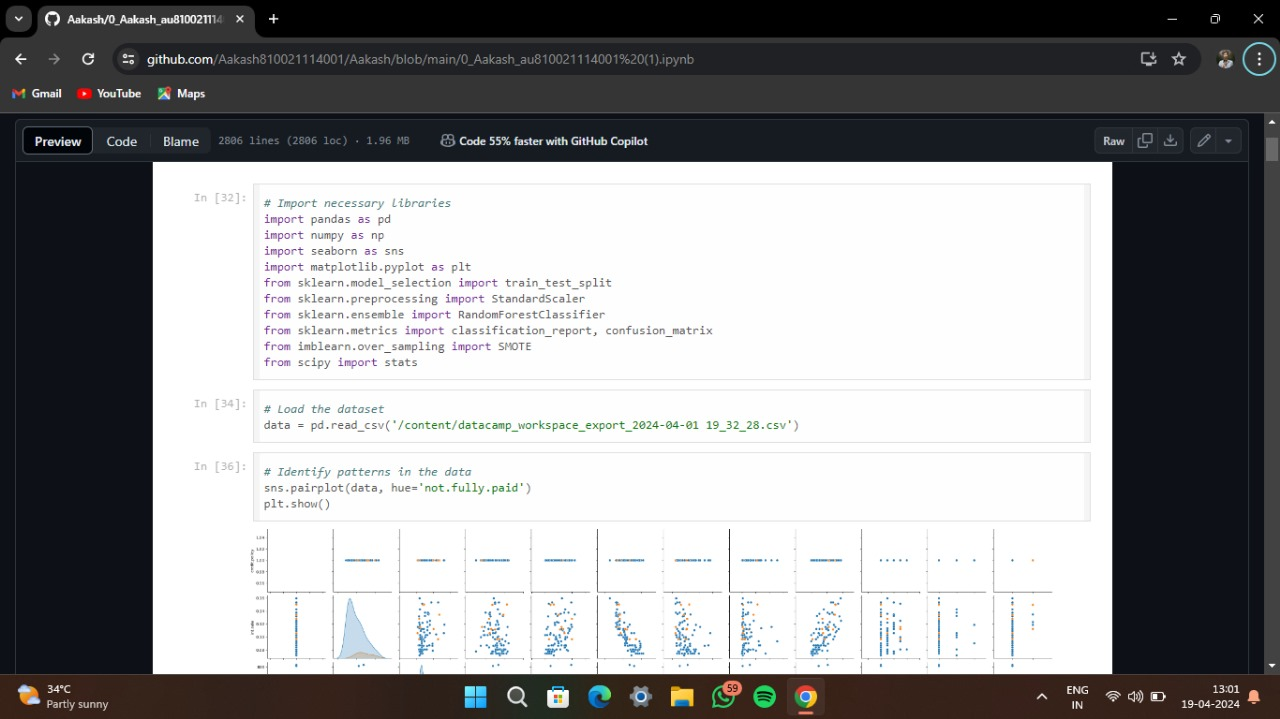 Aakash/0_Aakash_au8100211140
github.com/Aakash810021114001/Aakash/blob/main/0_Aakash_au810021114001%20(1).ipynb
Gmail YouTube Maps
Preview Code Blame 2806 lines (2806 loc) · 1.96 MB Code 55% faster with GitHub Copilot Raw
In [32]:
# Import necessary libraries
import pandas as pd
import numpy as np
import seaborn as sns
import matplotlib.pyplot as plt
from sklearn.model_selection import train_test_split
from sklearn.preprocessing import StandardScaler
from sklearn.ensemble import RandomForestClassifier
from sklearn.metrics import classification_report, confusion_matrix
from imblearn.over_sampling import SMOTE
from scipy import stats
In [34]:
# Load the dataset
data = pd.read_csv('/content/datacamp_workspace_export_2024-04-01 19_32_28.csv')
In [36]:
# Identify patterns in the data
sns.pairplot(data, hue='not.fully.paid')
plt.show()
34°C
Partly sunny
59
ENG
IN
13:01
19-04-2024